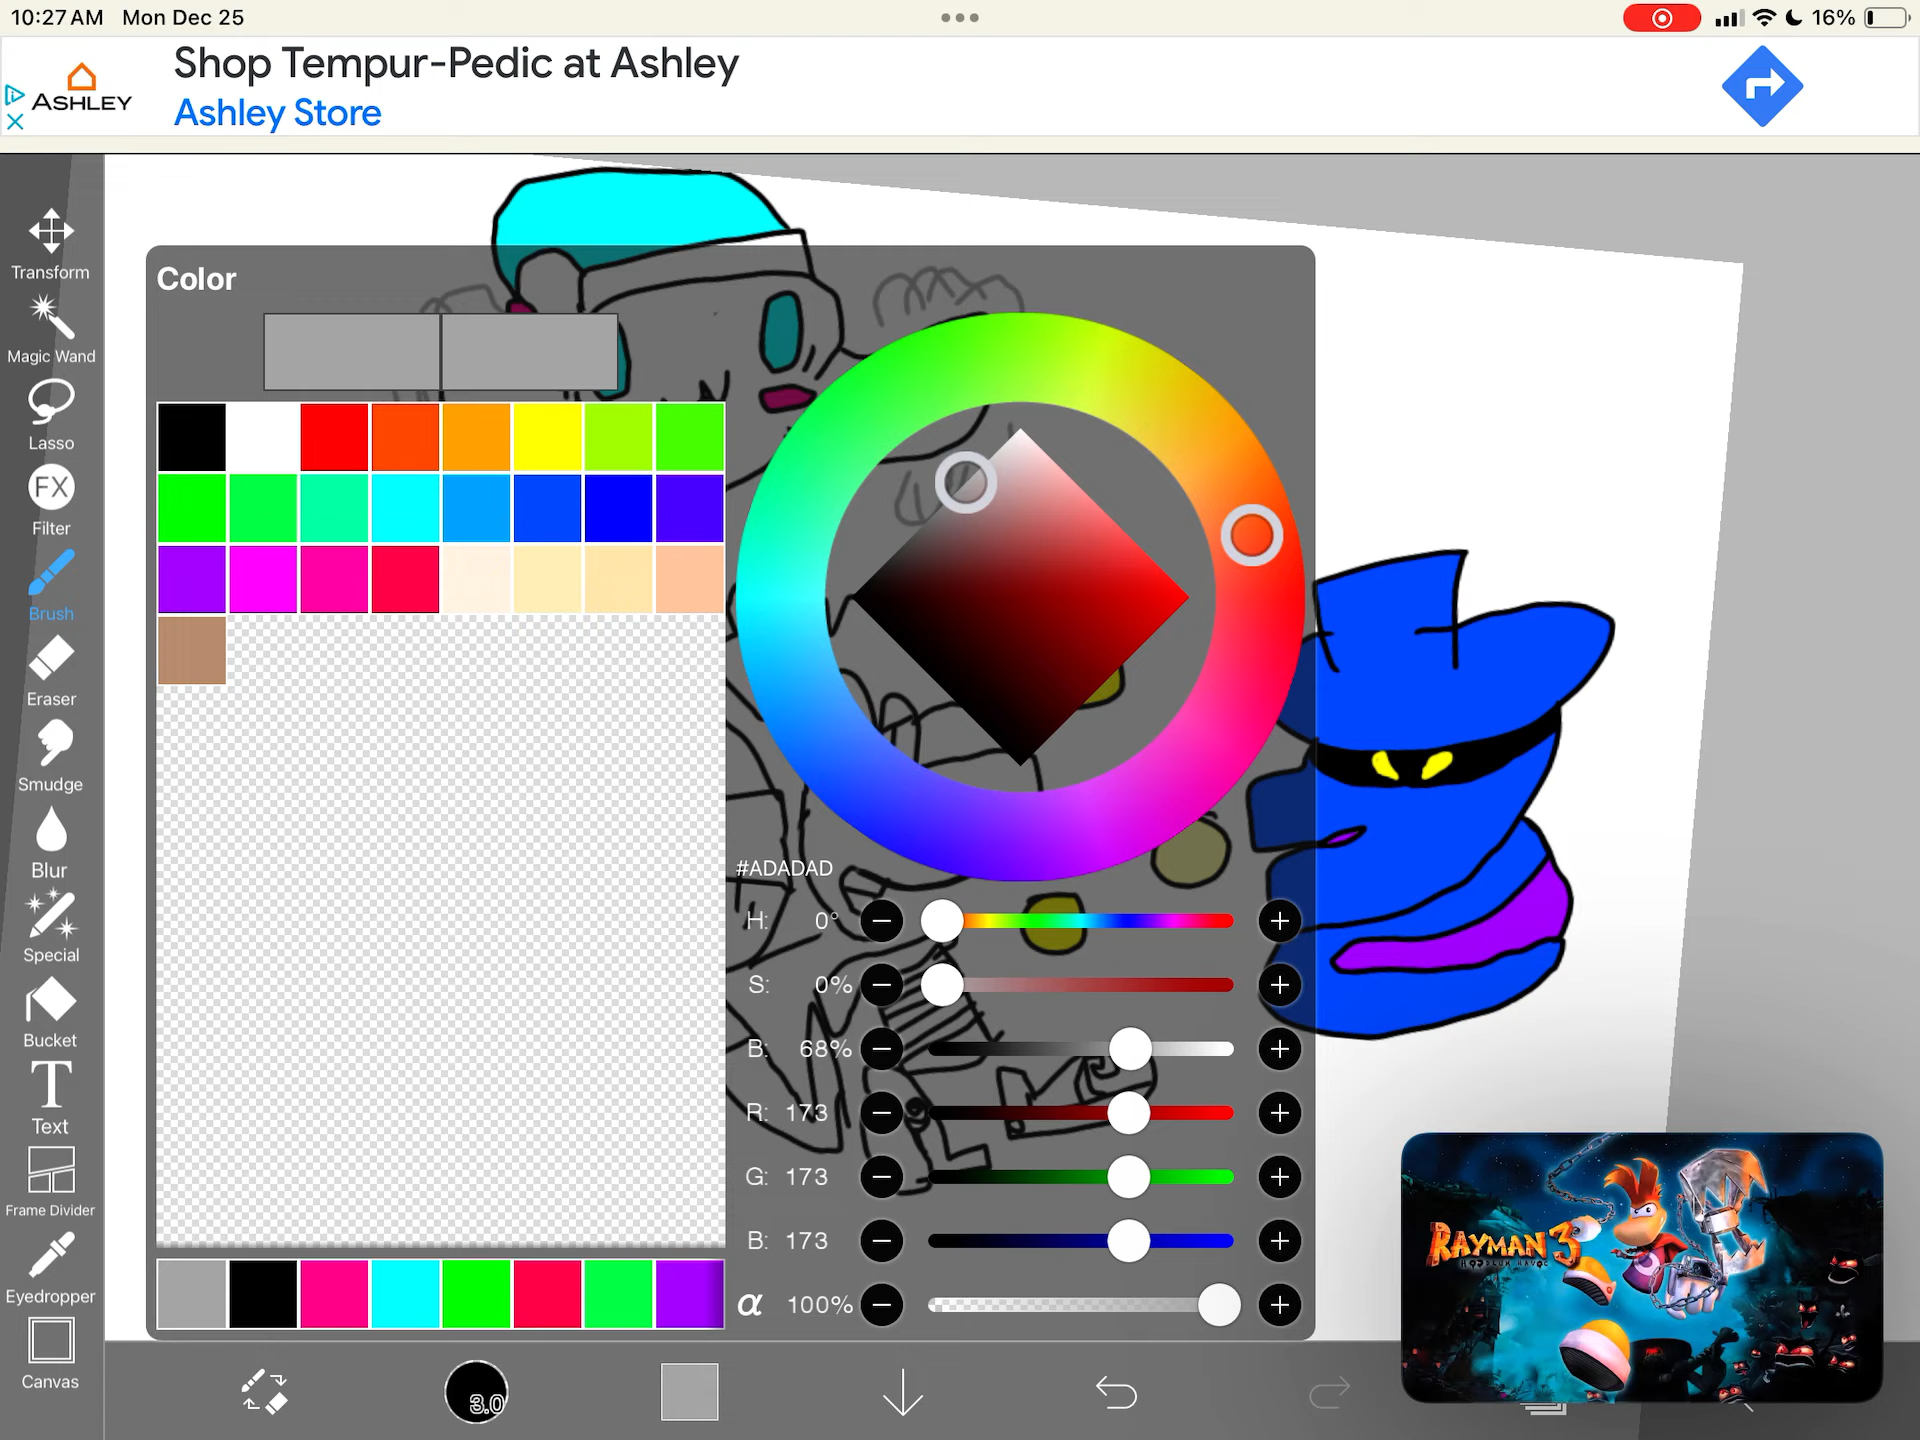 10:27 AM Mon Dec 25
16%
ASHLEY
Shop Tempur-Pedic at Ashley
Ashley Store
Transform
Magic Wand
Lasso
FX
Filter
Brush
Eraser
Smudge
Blur
Special
Bucket
T
Text
Frame Divider
Eyedropper
Canvas
Color
#ADADAD
H: 0°
S: 0%
B: 68%
R: 173
G: 173
B: 173
α 100%
3.0
RAYMAN 3
HOODLUM HAVOC